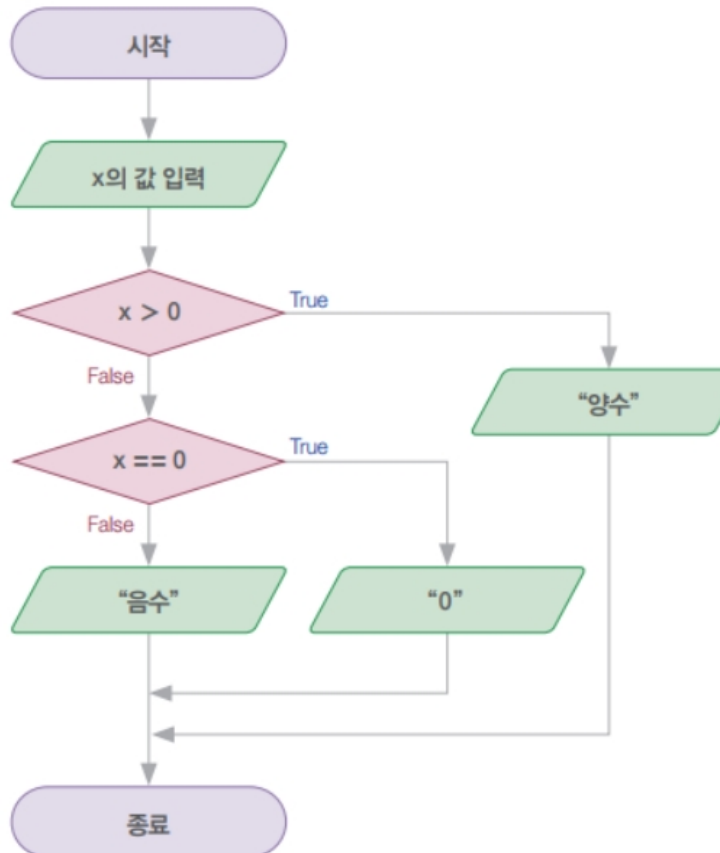 시작
x의 값 입력
x > 0
True
False
“양수”
x == 0
True
False
“음수”
“0”
종료